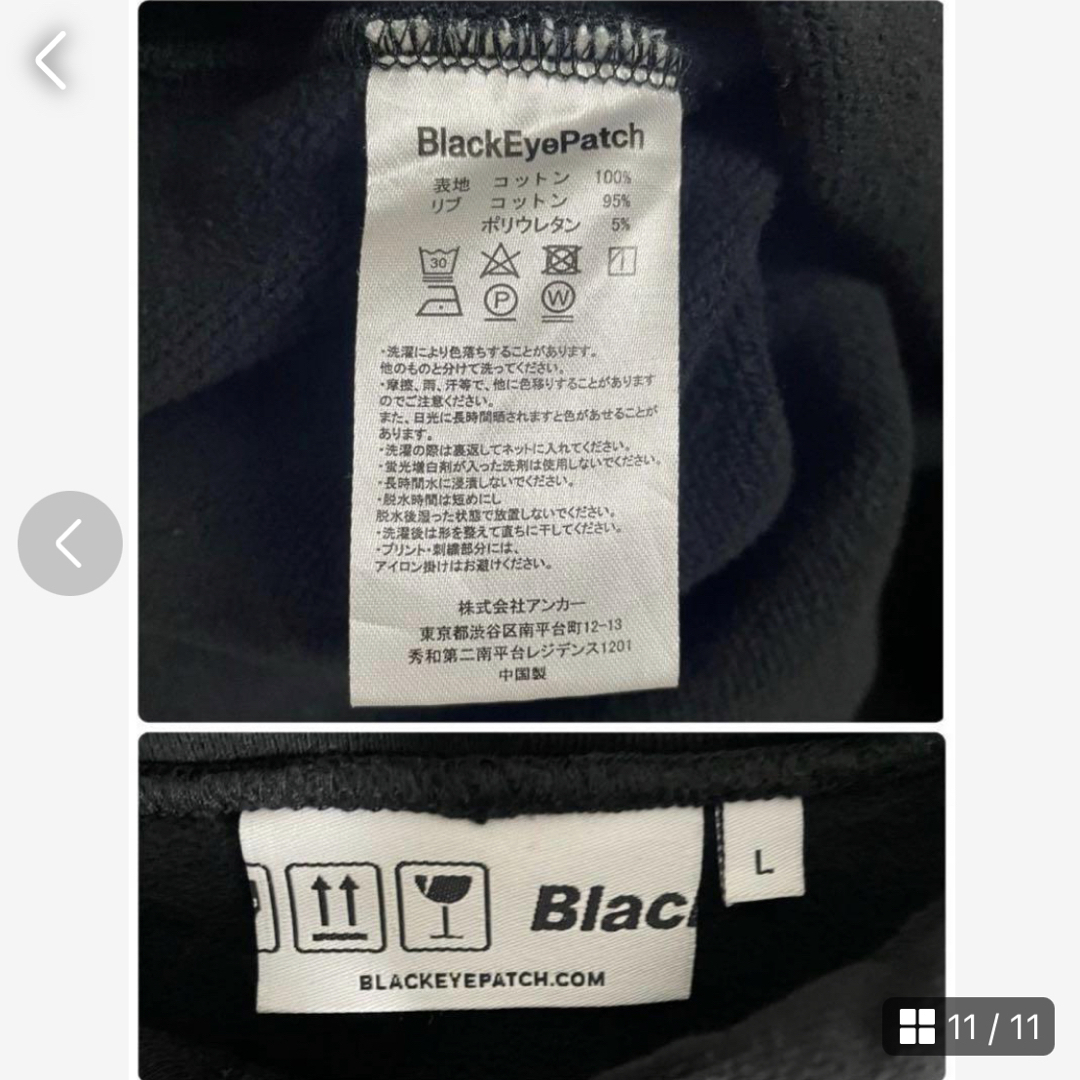 BlackEyePatch
表地 コットン 100%
リブ コットン 95%
ポリウレタン 5%
30
P
W
・洗濯により色落ちすることがあります。
他のものと分けて洗ってください。
・摩擦、雨、汗等で、他に色移りすることがあります
のでご注意ください。
また、日光に長時間晒されますと色があせることが
あります。
・洗濯の際は裏返してネットに入れてください。
・蛍光増白剤が入った洗剤は使用しないでください。
・長時間水に浸漬しないでください。
・脱水時間は短めにし
脱水後湿った状態で放置しないでください。
・洗濯後は形を整えて直ちに干してください。
・プリント・刺繍部分には、
アイロン掛けはお避けください。
株式会社アンカー
東京都渋谷区南平台町12-13
秀和第二南平台レジデンス1201
中国製
L
Blac
BLACKEYEPATCH.COM
11 / 11